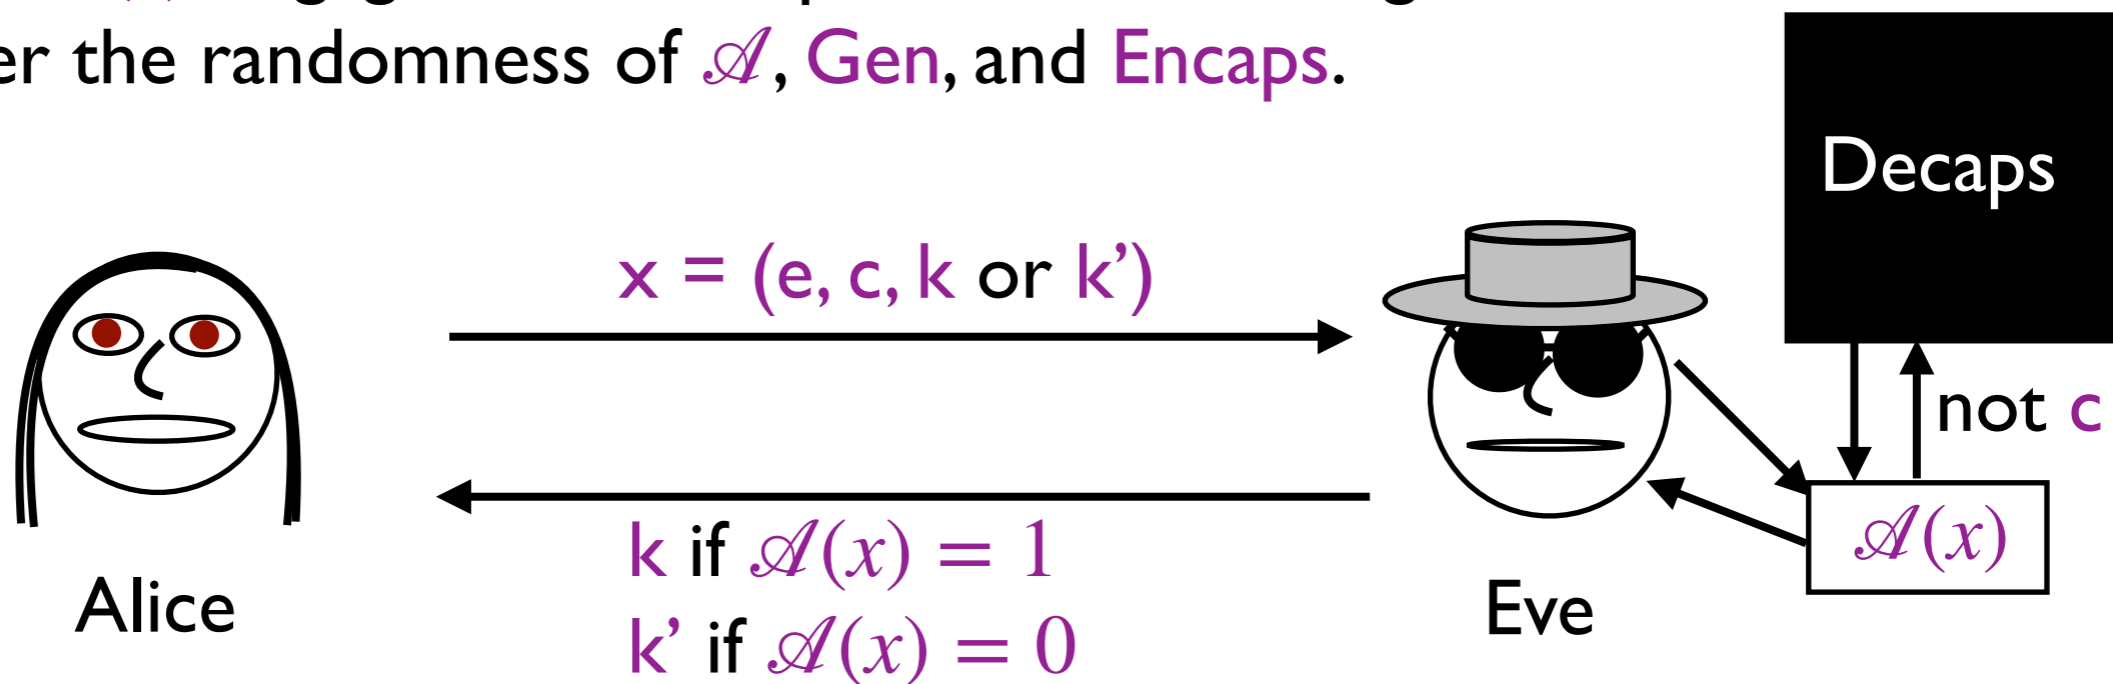 er the randomness of 𝒜, Gen, and Encaps.
Decaps
x = (e, c, k or k’)
not c
k if 𝒜(x) = 1
k’ if 𝒜(x) = 0
𝒜(x)
Alice
Eve